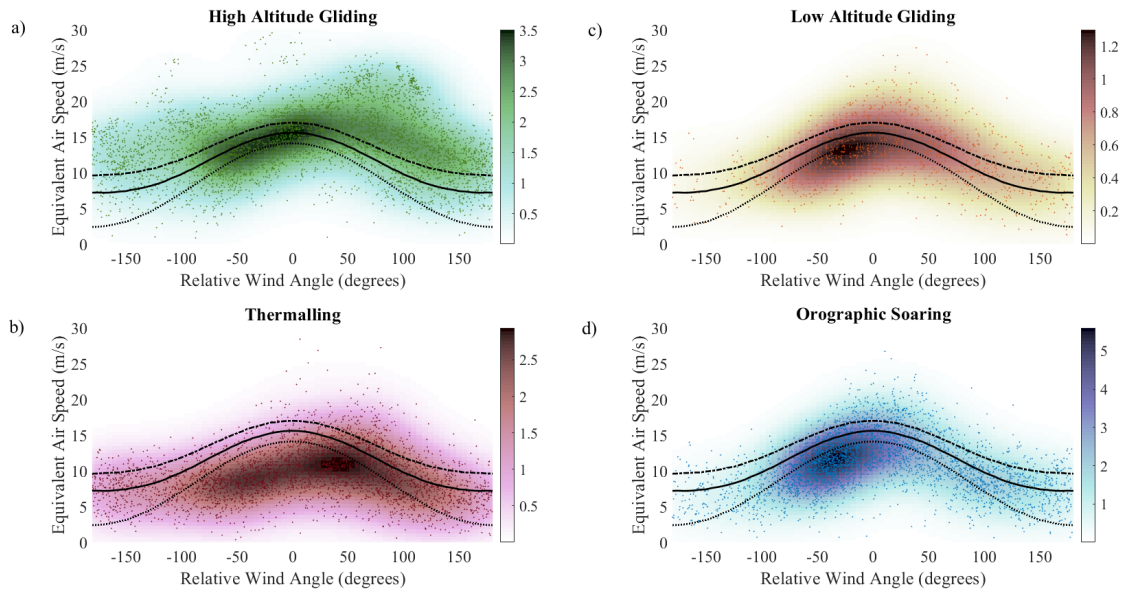 a)
High Altitude Gliding
Equivalent Air Speed (m/s)
30
25
20
15
10
5
0
-150 -100 -50 0 50 100 150
Relative Wind Angle (degrees)
3.5
3
2.5
2
1.5
1
0.5
c)
Low Altitude Gliding
Equivalent Air Speed (m/s)
30
25
20
15
10
5
0
-150 -100 -50 0 50 100 150
Relative Wind Angle (degrees)
1.2
1
0.8
0.6
0.4
0.2
b)
Thermalling
Equivalent Air Speed (m/s)
30
25
20
15
10
5
0
-150 -100 -50 0 50 100 150
Relative Wind Angle (degrees)
2.5
2
1.5
1
0.5
d)
Orographic Soaring
Equivalent Air Speed (m/s)
30
25
20
15
10
5
0
-150 -100 -50 0 50 100 150
Relative Wind Angle (degrees)
5
4
3
2
1